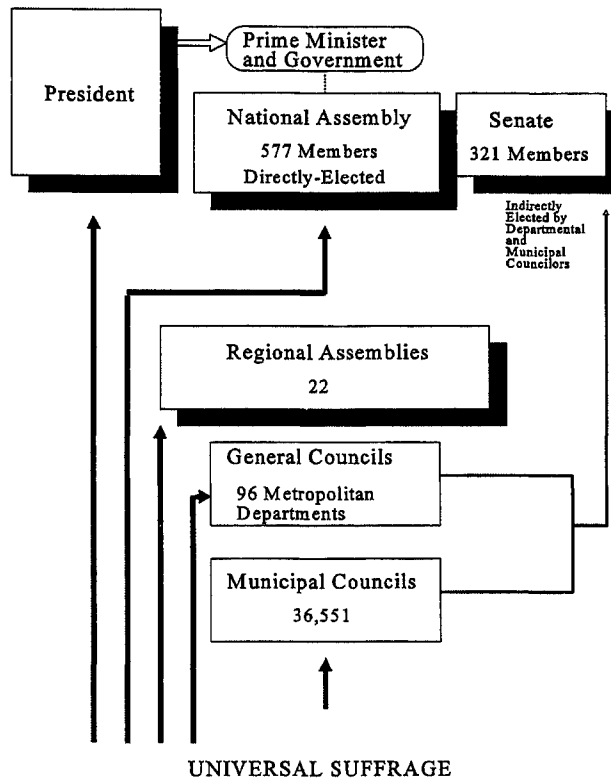 President
Prime Minister
and Government
National Assembly
577 Members
Directly-Elected
Senate
321 Members
Indirectly
Elected by
Departmental
and
Municipal
Councilors
Regional Assemblies
22
General Councils
96 Metropolitan
Departments
Municipal Councils
36,551
UNIVERSAL SUFFRAGE